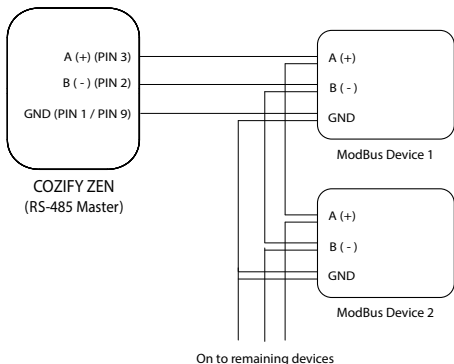 A (+) (PIN 3)
B ( - ) (PIN 2)
GND (PIN 1 / PIN 9)
COZIFY ZEN
(RS-485 Master)
A (+)
B ( - )
GND
ModBus Device 1
A (+)
B ( - )
GND
ModBus Device 2
On to remaining devices